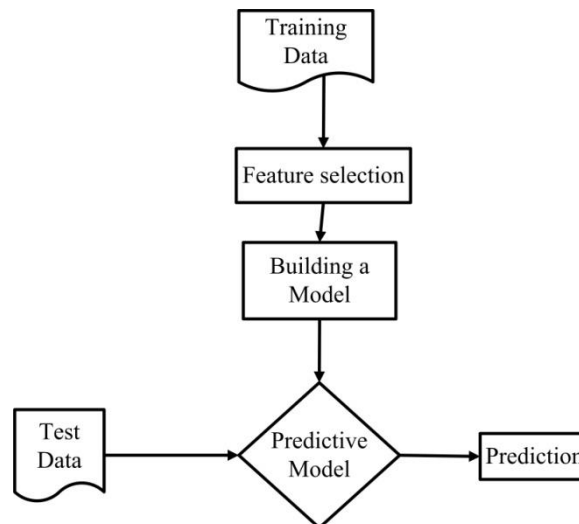 Training
Data
Feature selection
Building a
Model
Test
Data
Predictive
Model
Prediction